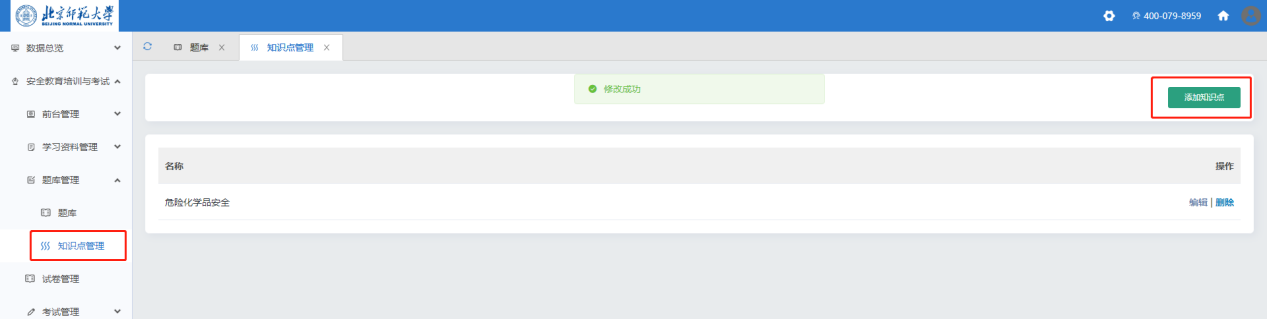 北京师范大学
BEIJING NORMAL UNIVERSITY
400-079-8959
数据总览
题库 ×
知识点管理 ×
安全教育培训与考试
修改成功
添加知识点
前台管理
学习资料管理
名称
操作
题库管理
危险化学品安全
编辑 | 删除
题库
知识点管理
试卷管理
考试管理